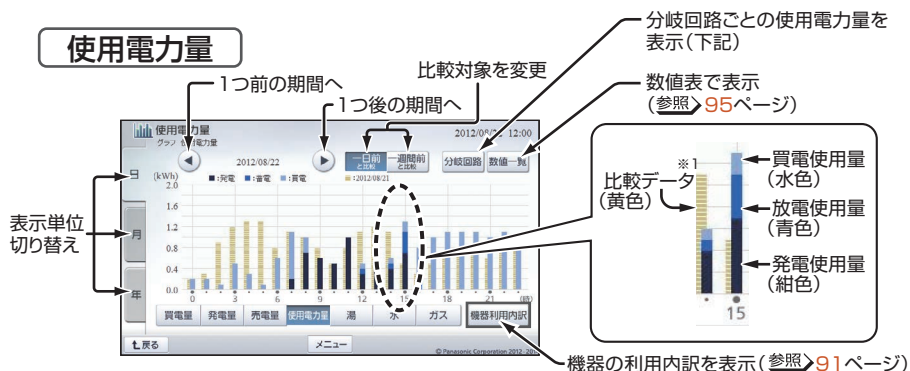 使用電力量
分岐回路ごとの使用電力量を
表示(下記)
比較対象を変更
1つ前の期間へ
1つ後の期間へ
数値表で表示
(参照 95ページ)
表示単位
切り替え
使用電力量
グラフ 使用電力量
12:00
2012/08/22
一日前
と比較
一週間前
と比較
分岐回路
数値一覧
日
月
年
(kWh)
■:発電 ■:蓄電 ■:買電
■:2012/08/21
2.0
1.6
1.2
0.8
0.4
0.0
0 3 6 9 12 15 18 21 (時)
買電量
発電量
売電量
使用電力量
湯
水
ガス
機器利用内訳
戻る
メニュー
© Panasonic Corporation 2012
※1
比較データ
(黄色)
買電使用量
(水色)
放電使用量
(青色)
発電使用量
(紺色)
15
機器の利用内訳を表示(参照 91ページ)